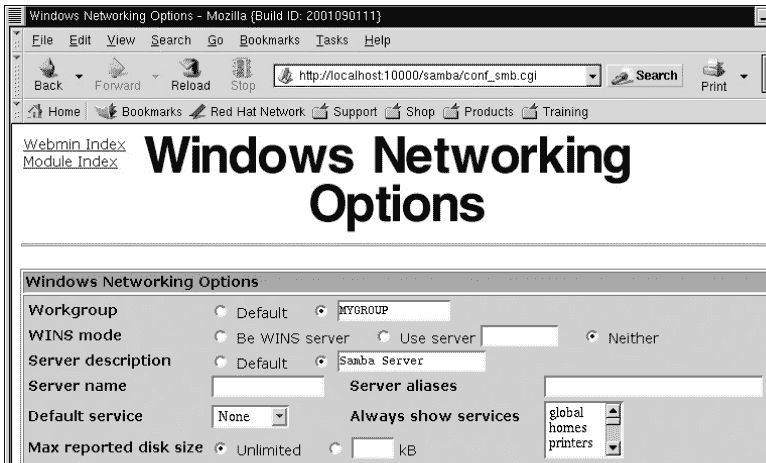 Windows Networking Options - Mozilla {Build ID: 2001090111}
File Edit View Search Go Bookmarks Tasks Help
Back Forward Reload Stop http://localhost:10000/samba/conf_smb.cgi Search Print
Home Bookmarks Red Hat Network Support Shop Products Training
Webmin Index
Module Index
Windows Networking
Options
Windows Networking Options
Workgroup Default MYGROUP
WINS mode Be WINS server Use server Neither
Server description Default Samba Server
Server name Server aliases
Default service None Always show services global
homes
printers
Max reported disk size Unlimited kB